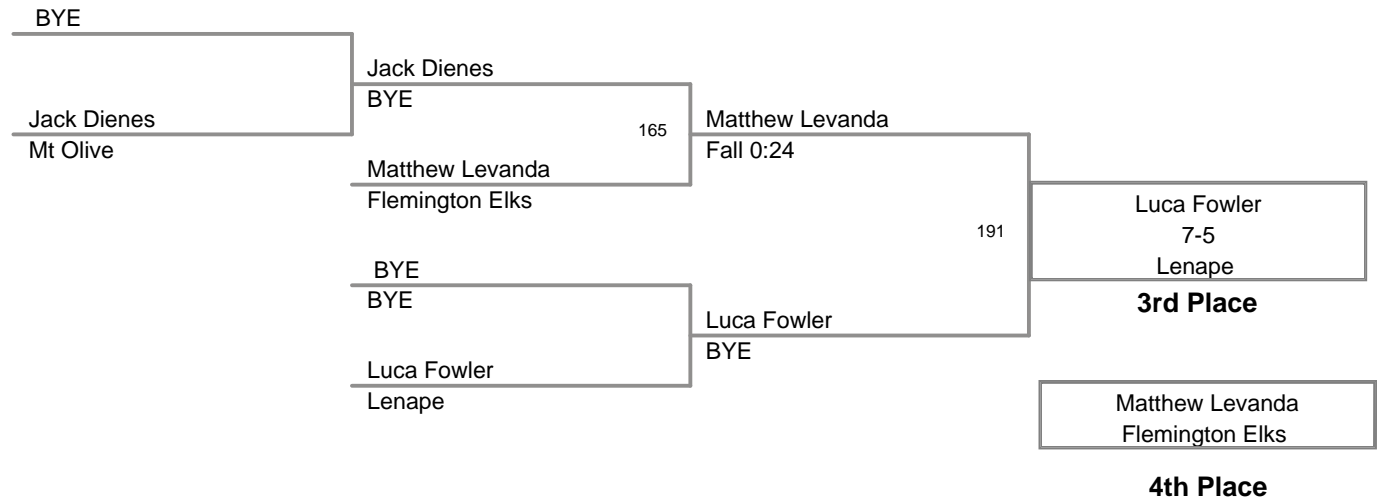 BYE
Jack Dienes
Mt Olive
Jack Dienes
BYE
165
Matthew Levanda
Flemington Elks
BYE
BYE
Luca Fowler
Lenape
Matthew Levanda
Fall 0:24
191
Luca Fowler
BYE
Luca Fowler
7-5
Lenape
3rd Place
Matthew Levanda
Flemington Elks
4th Place